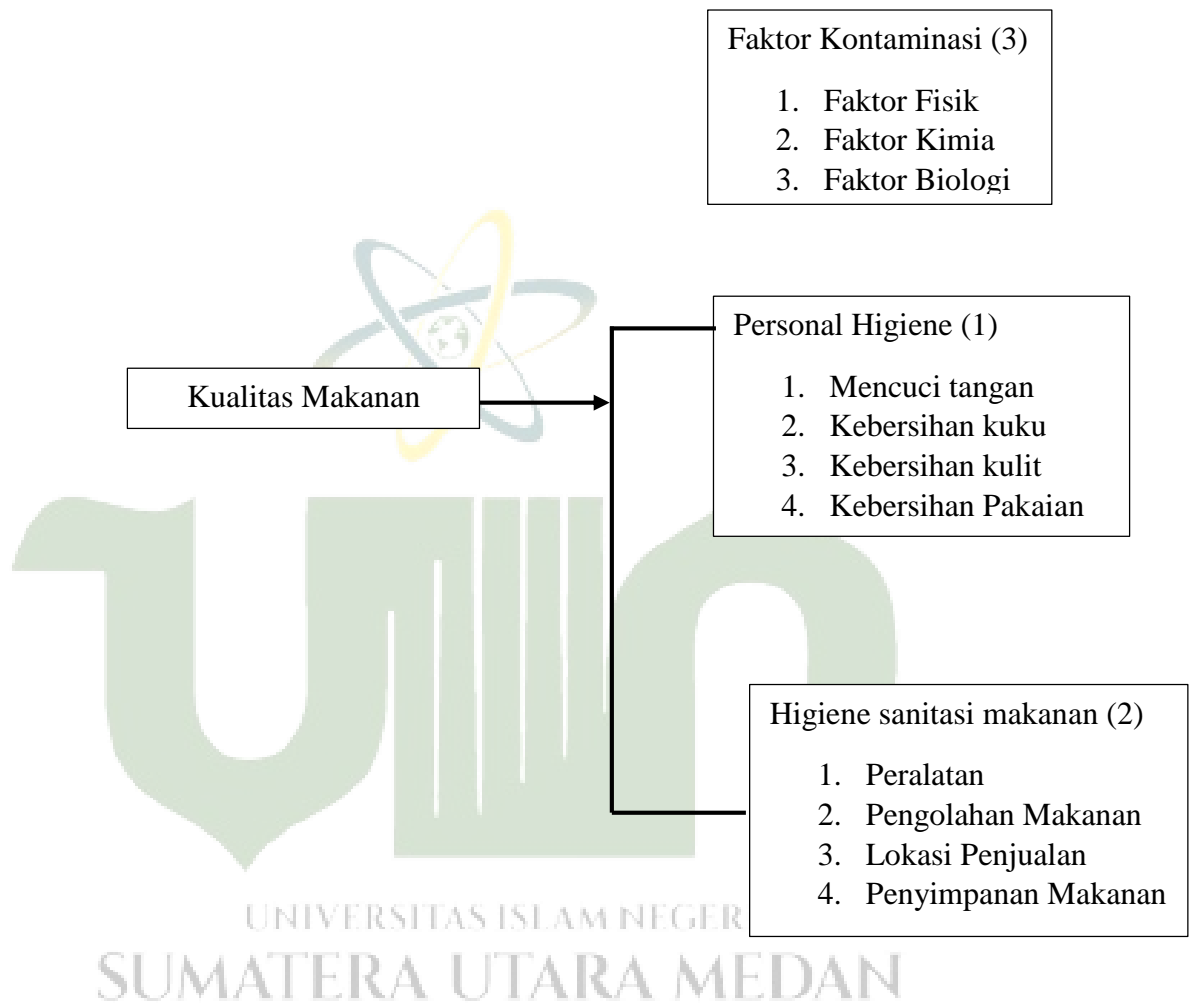 Faktor Kontaminasi (3)
1. Faktor Fisik
2. Faktor Kimia
3. Faktor Biologi
Kualitas Makanan
Personal Higiene (1)
1. Mencuci tangan
2. Kebersihan kuku
3. Kebersihan kulit
4. Kebersihan Pakaian
Higiene sanitasi makanan (2)
1. Peralatan
2. Pengolahan Makanan
3. Lokasi Penjualan
4. Penyimpanan Makanan
UNIVERSITAS ISLAM NEGER
SUMATERA UTARA MEDAN